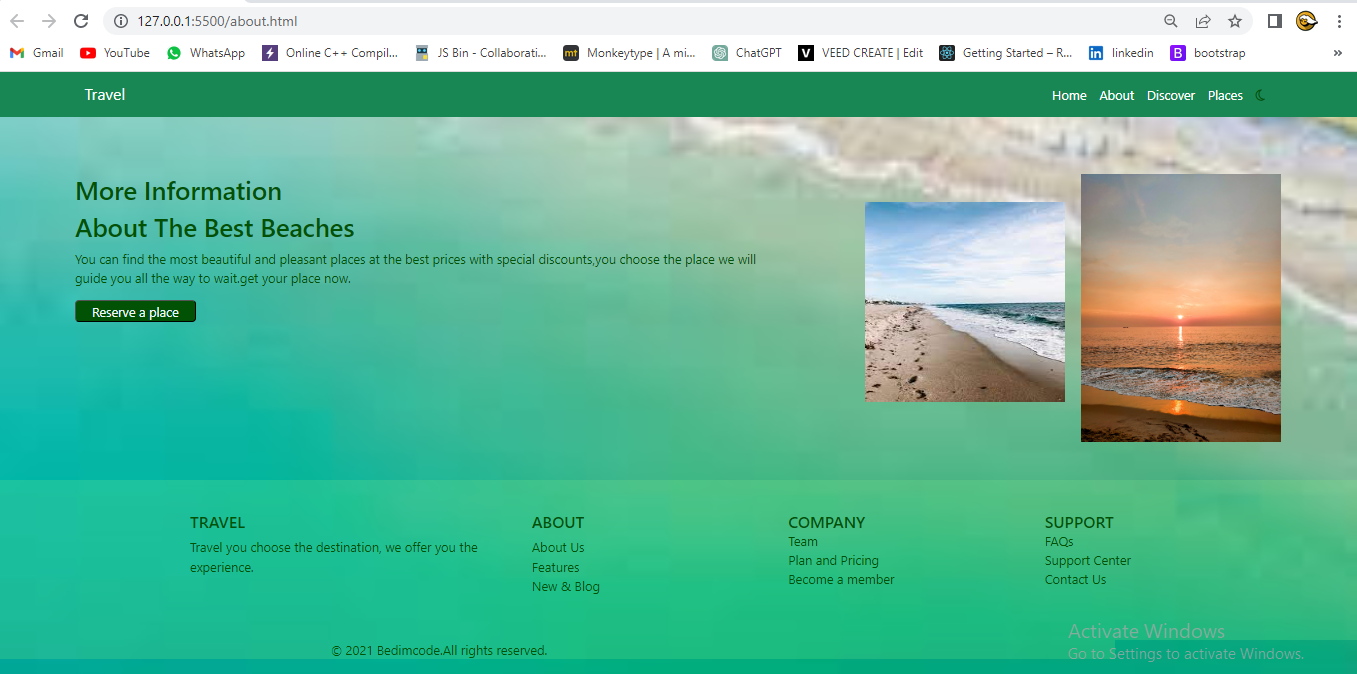 127.0.0.1:5500/about.html
Gmail YouTube WhatsApp Online C++ Compil... JS Bin - Collaborati... mt Monkeytype | A mi... ChatGPT V VEED CREATE | Edit Getting Started – R... in linkedin B bootstrap »
Travel Home About Discover Places
More Information
About The Best Beaches
You can find the most beautiful and pleasant places at the best prices with special discounts,you choose the place we will
guide you all the way to wait.get your place now.
Reserve a place
TRAVEL
Travel you choose the destination, we offer you the
experience.
ABOUT
About Us
Features
New & Blog
COMPANY
Team
Plan and Pricing
Become a member
SUPPORT
FAQs
Support Center
Contact Us
© 2021 Bedimcode.All rights reserved.
Activate Windows
Go to Settings to activate Windows.